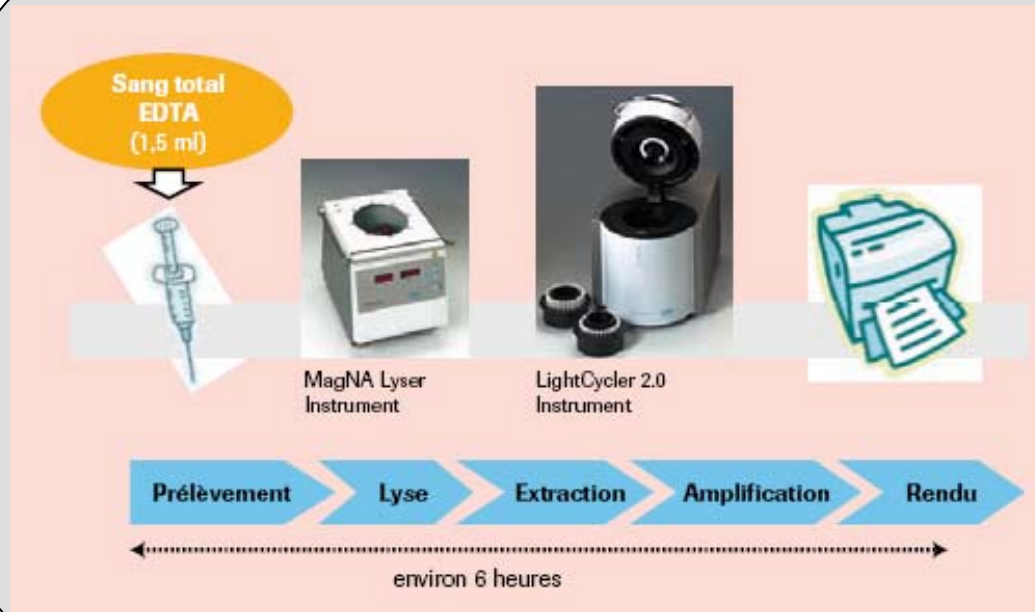 Sang total
EDTA
(1,5 ml)
MagNA Lyser
Instrument
LightCycler 2.0
Instrument
Prélèvement
Lyse
Extraction
Amplification
Rendu
environ 6 heures